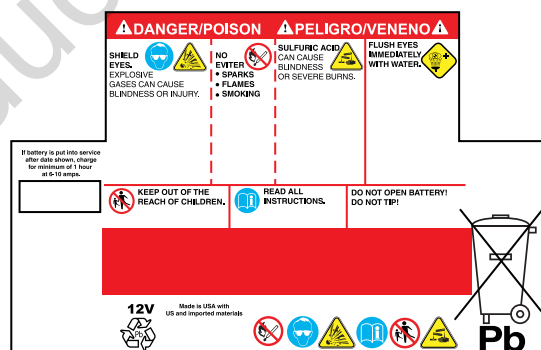 DANGER/POISON
PELIGRO/VENENO
SHIELD
EYES.
EXPLOSIVE
GASES CAN CAUSE
BLINDNESS OR INJURY.
NO
EVITER
• SPARKS
• FLAMES
• SMOKING
SULFURIC ACID
CAN CAUSE
BLINDNESS
OR SEVERE BURNS.
FLUSH EYES
IMMEDIATELY
WITH WATER.
If battery is put into service
after date shown, charge
for minimum of 1 hour
at 6-10 amps.
KEEP OUT OF THE
REACH OF CHILDREN.
READ ALL
INSTRUCTIONS.
DO NOT OPEN BATTERY!
DO NOT TIP!
12V
Pb
Made is USA with
US and imported materials
Pb